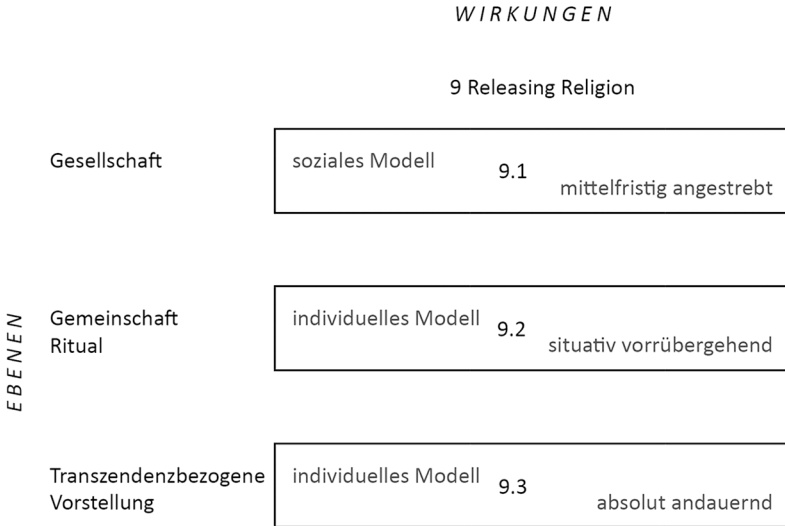 WIRKUNGEN
9 Releasing Religion
Gesellschaft
soziales Modell
9.1
mittelfristig angestrebt
EBENEN
Gemeinschaft
Ritual
individuelles Modell
9.2
situativ vorrübergehend
Transzendenzbezogene
Vorstellung
individuelles Modell
9.3
absolut andauernd